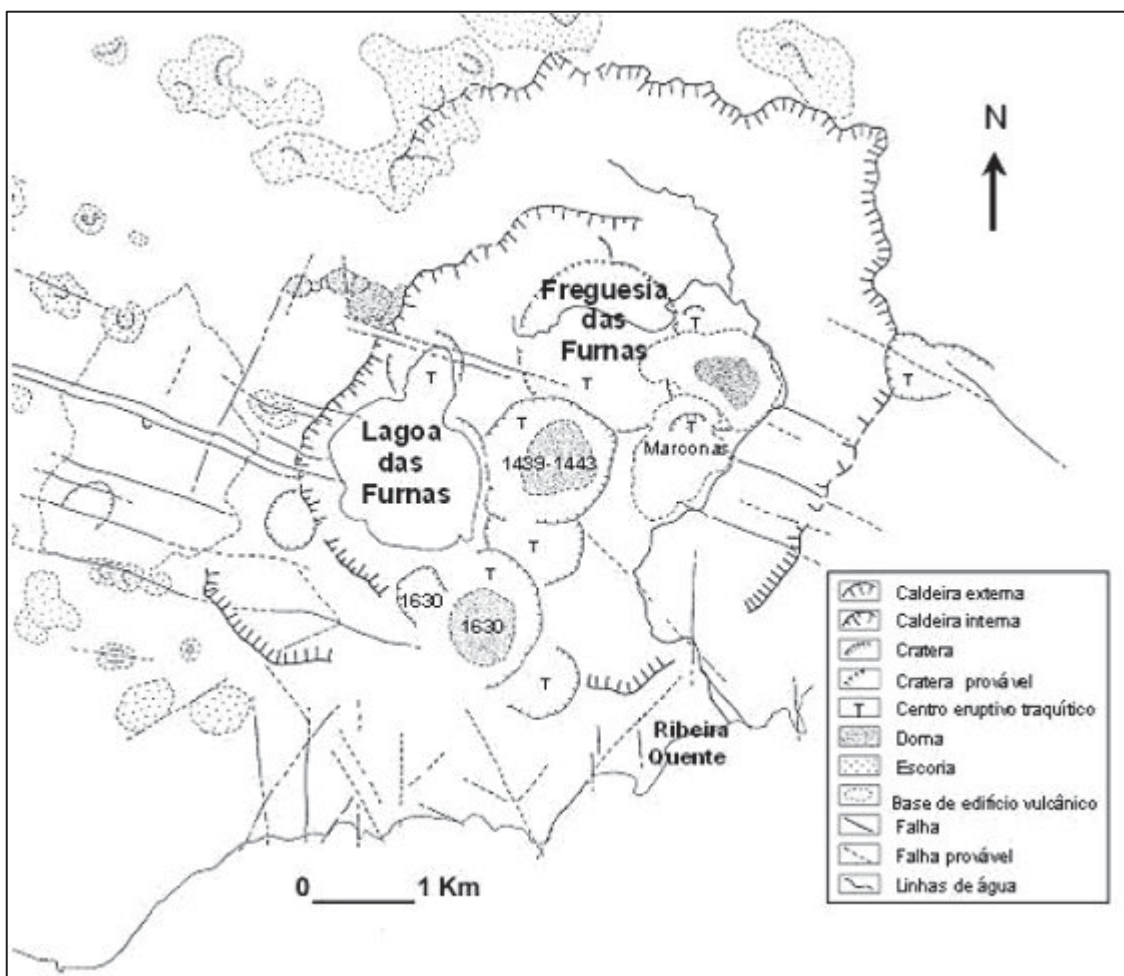 N
Freguesia
das
Furnas
T
T
T
T
T
Lagoa
das
Furnas
1439-1443
T
Maroonas
T
T
1630
1630
T
Ribeira
Quente
0 1 Km
Caldeira externa
Caldeira interna
Cratera
Cratera provável
T Centro eruptivo traquítico
Doma
Escoria
Base de edifício vulcânico
Falha
Falha provável
Linhas de água